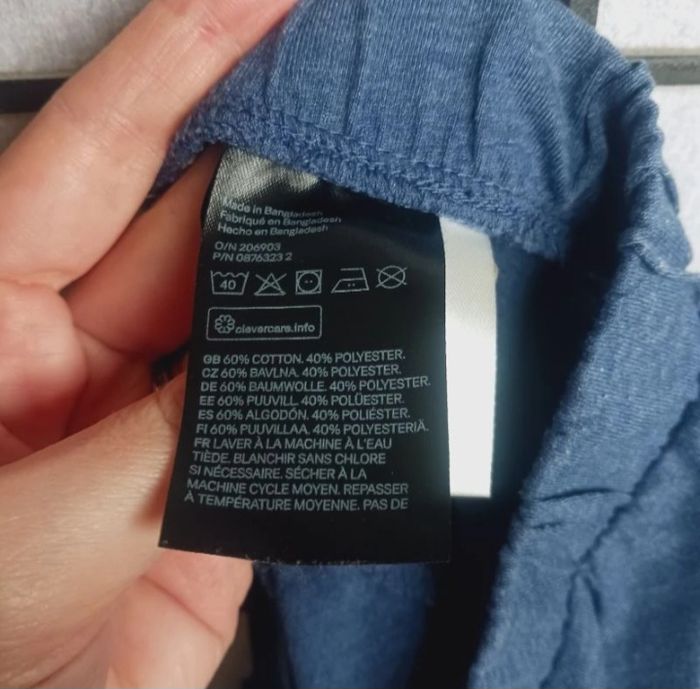 Made in Bangladesh
Fabriqué en Bangladesh
Hecho en Bangladesh
O/N 206903
P/N 0876323 2
40
clevercare.info
GB 60% COTTON. 40% POLYESTER.
CZ 60% BAVLNA. 40% POLYESTER.
DE 60% BAUMWOLLE. 40% POLYESTER.
EE 60% PUUVILL. 40% POLÜESTER.
ES 60% ALGODÓN. 40% POLIÉSTER.
FI 60% PUUVILLAA. 40% POLYESTERIÄ.
FR LAVER À LA MACHINE À L'EAU
TIÈDE. BLANCHIR SANS CHLORE
SI NÉCESSAIRE. SÉCHER À LA
MACHINE CYCLE MOYEN. REPASSER
À TEMPÉRATURE MOYENNE. PAS DE